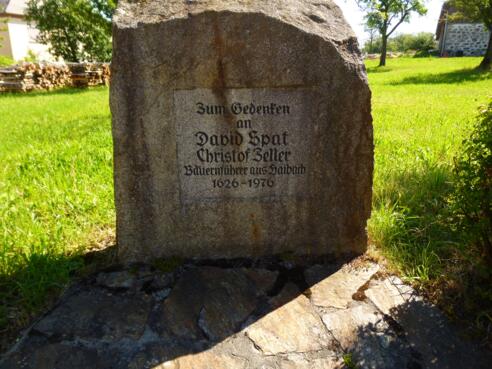 Zum Gedenken
an
David Spat
Christof Zeller
Bauernführer aus Haibach
1626-1976